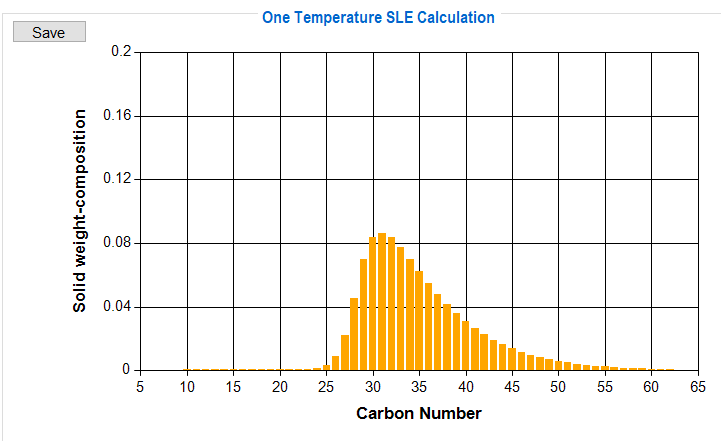 One Temperature SLE Calculation
Save
Solid weight-composition
0.2
0.16
0.12
0.08
0.04
0
5 10 15 20 25 30 35 40 45 50 55 60 65
Carbon Number